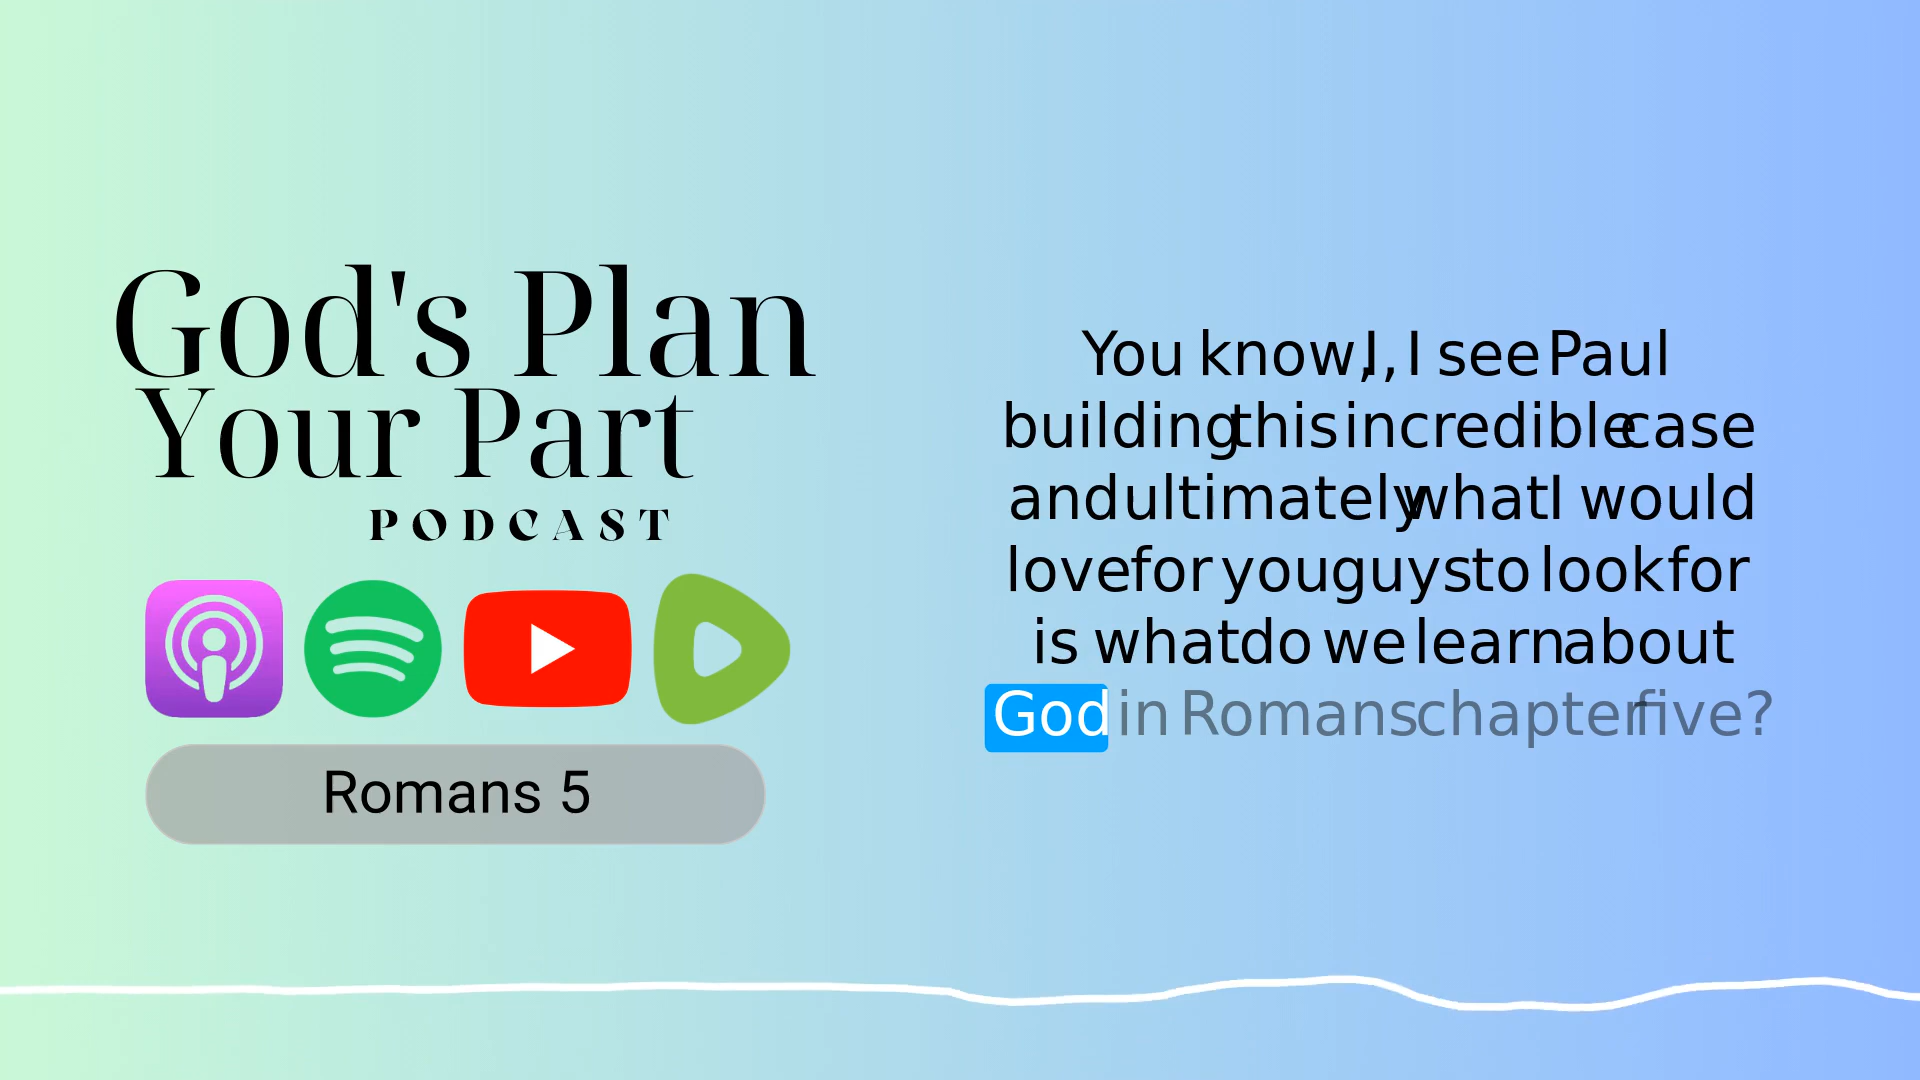 God's Plan
Your Part
PODCAST
Romans 5
You know, I, I see Paul
building this incredible case
and ultimately what I would
love for you guys to look for
is what do we learn about
God in Romans chapter five?